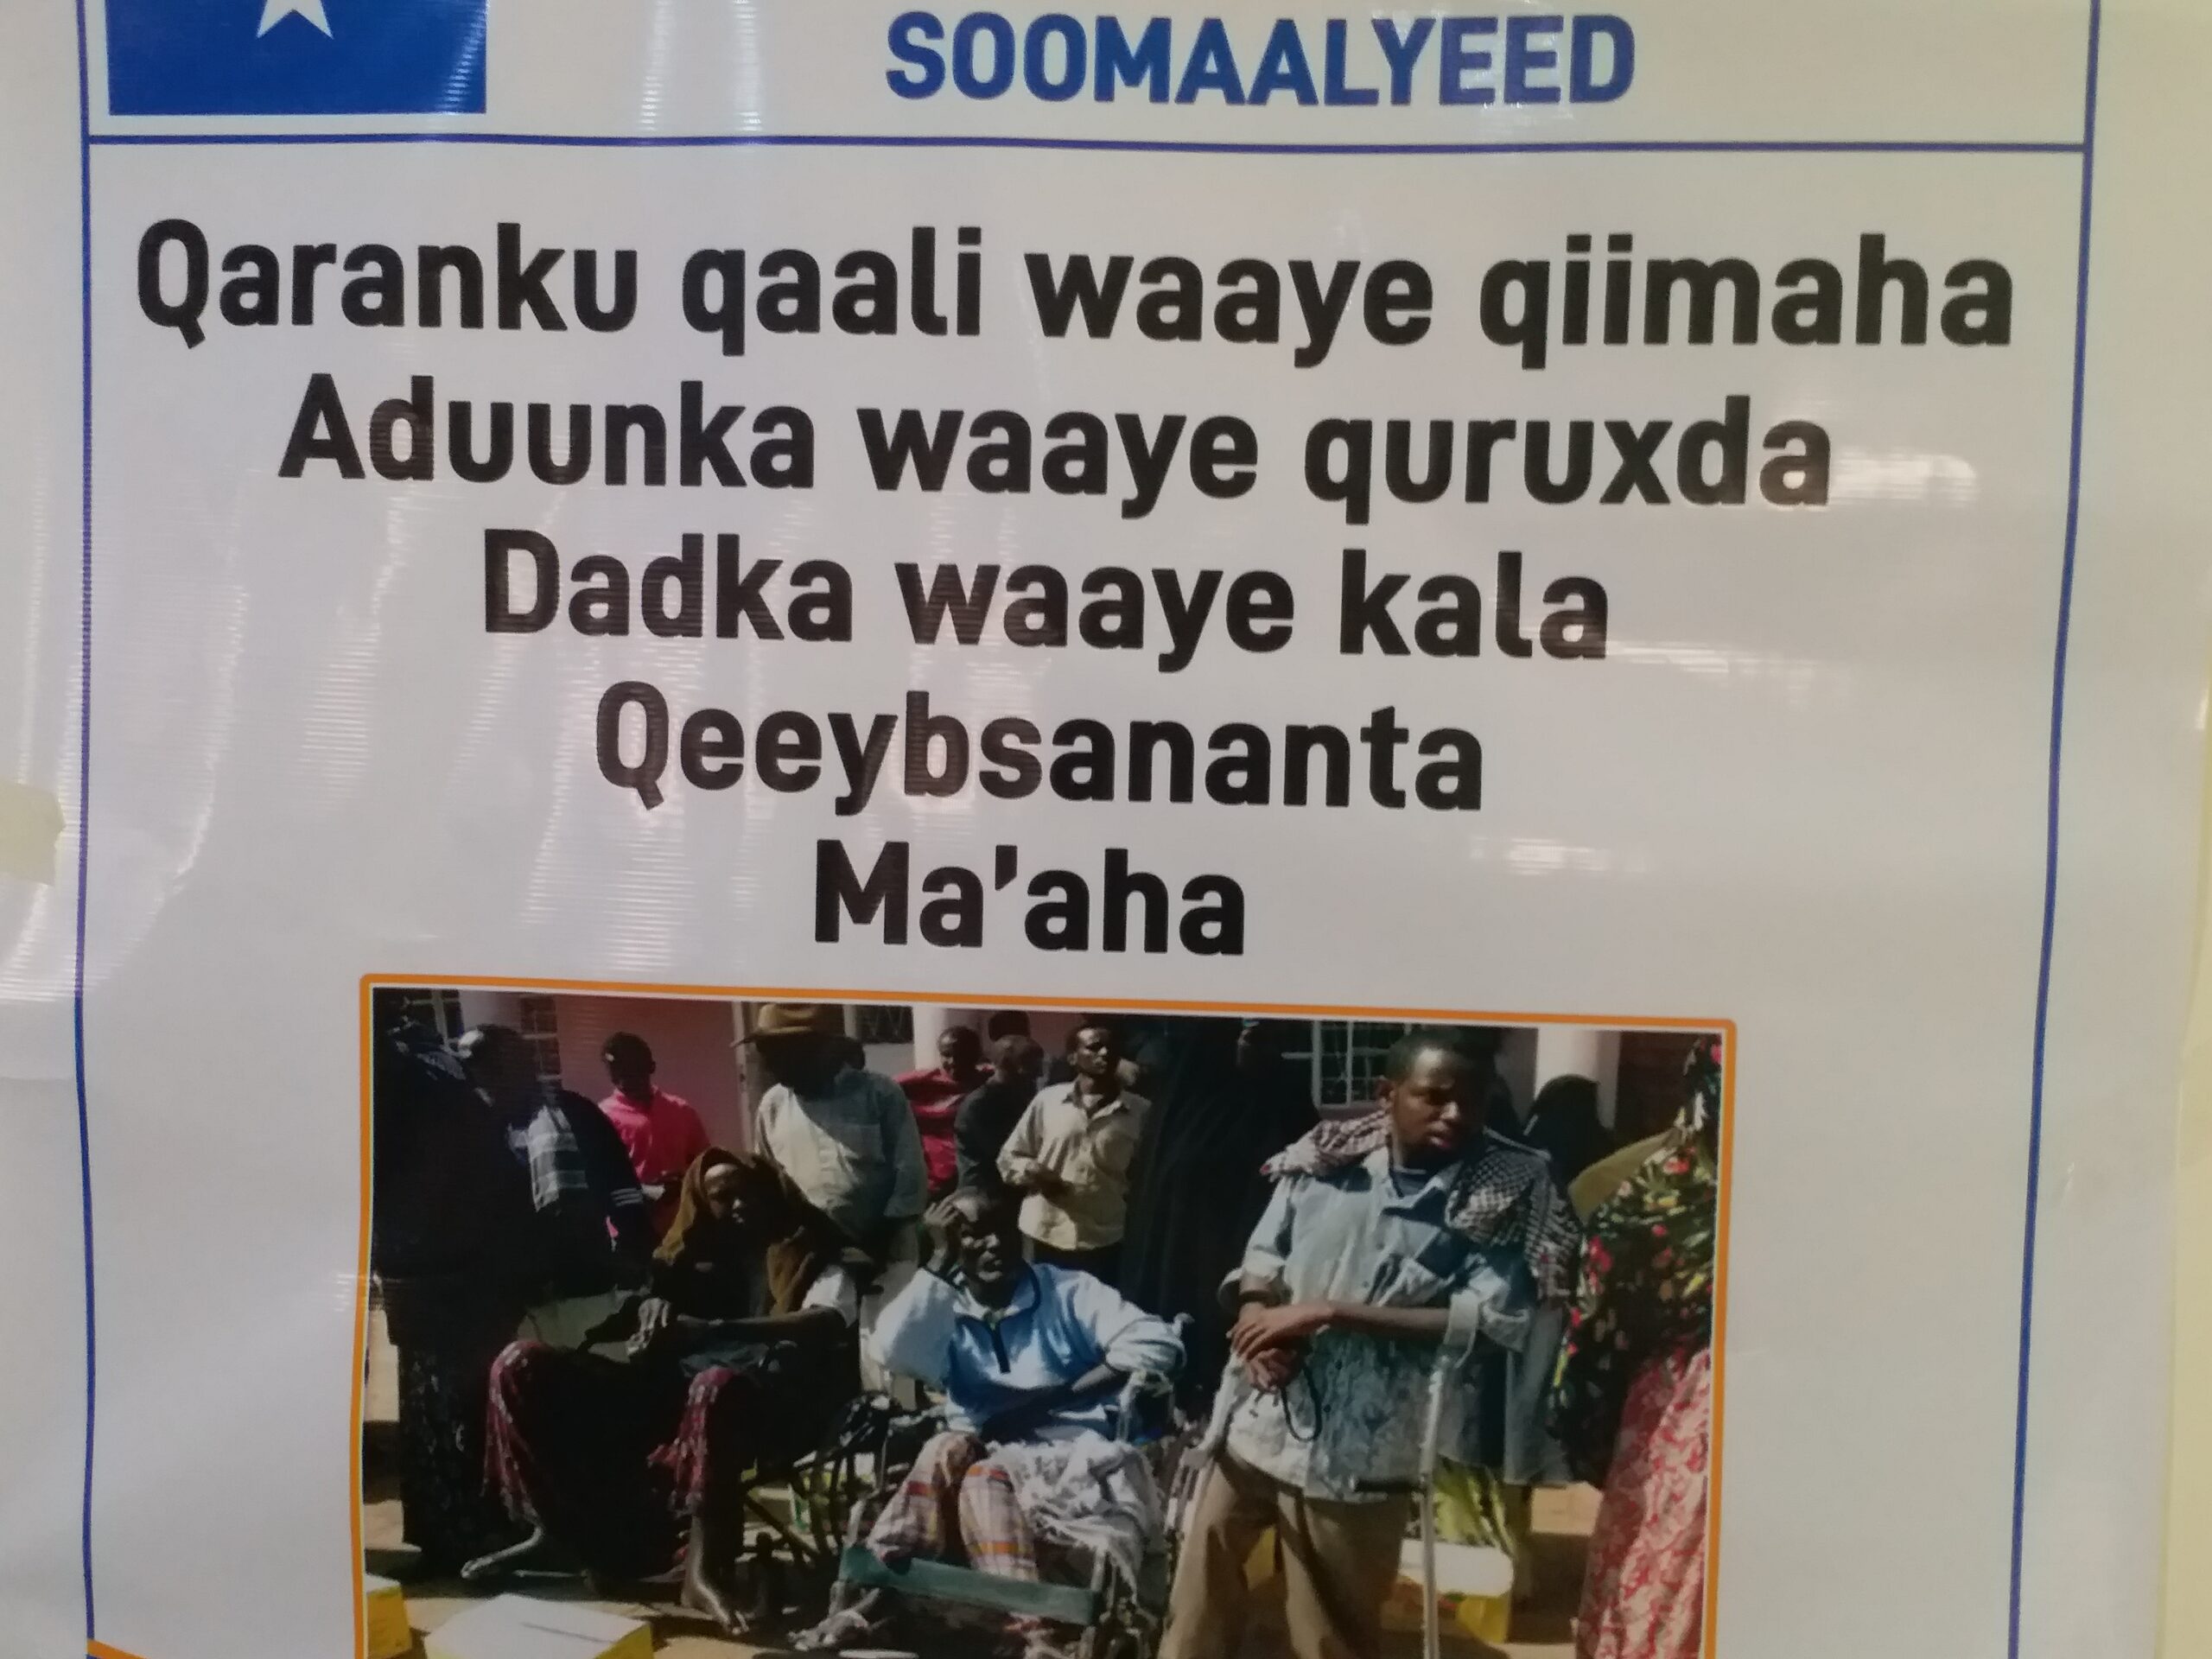 SOOMAALYEED
Qaranku qaali waaye qiimaha
Aduunka waaye quruxda
Dadka waaye kala
Qeeybsananta
Ma'aha